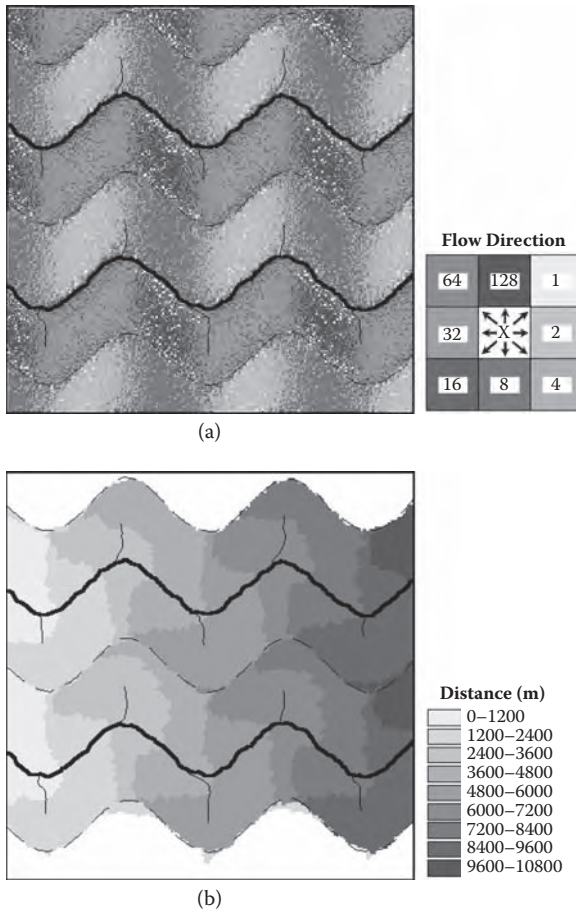 Flow Direction
64 128 1
32 X 2
16 8 4
(a)
Distance (m)
0–1200
1200–2400
2400–3600
3600–4800
4800–6000
6000–7200
7200–8400
8400–9600
9600–10800
(b)